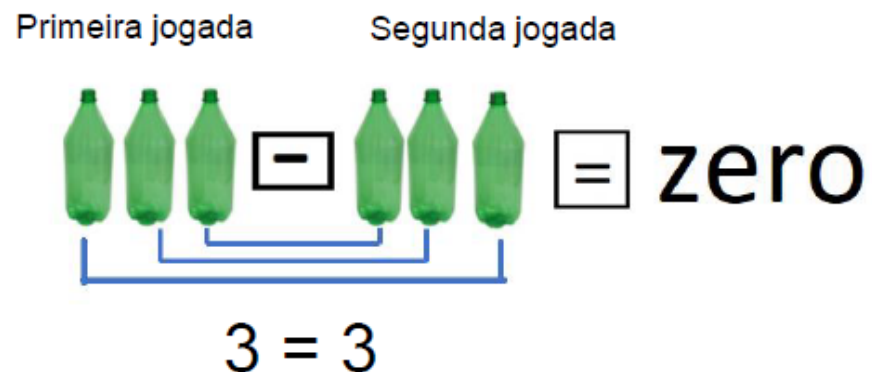 Primeira jogada Segunda jogada
- = zero
3 = 3